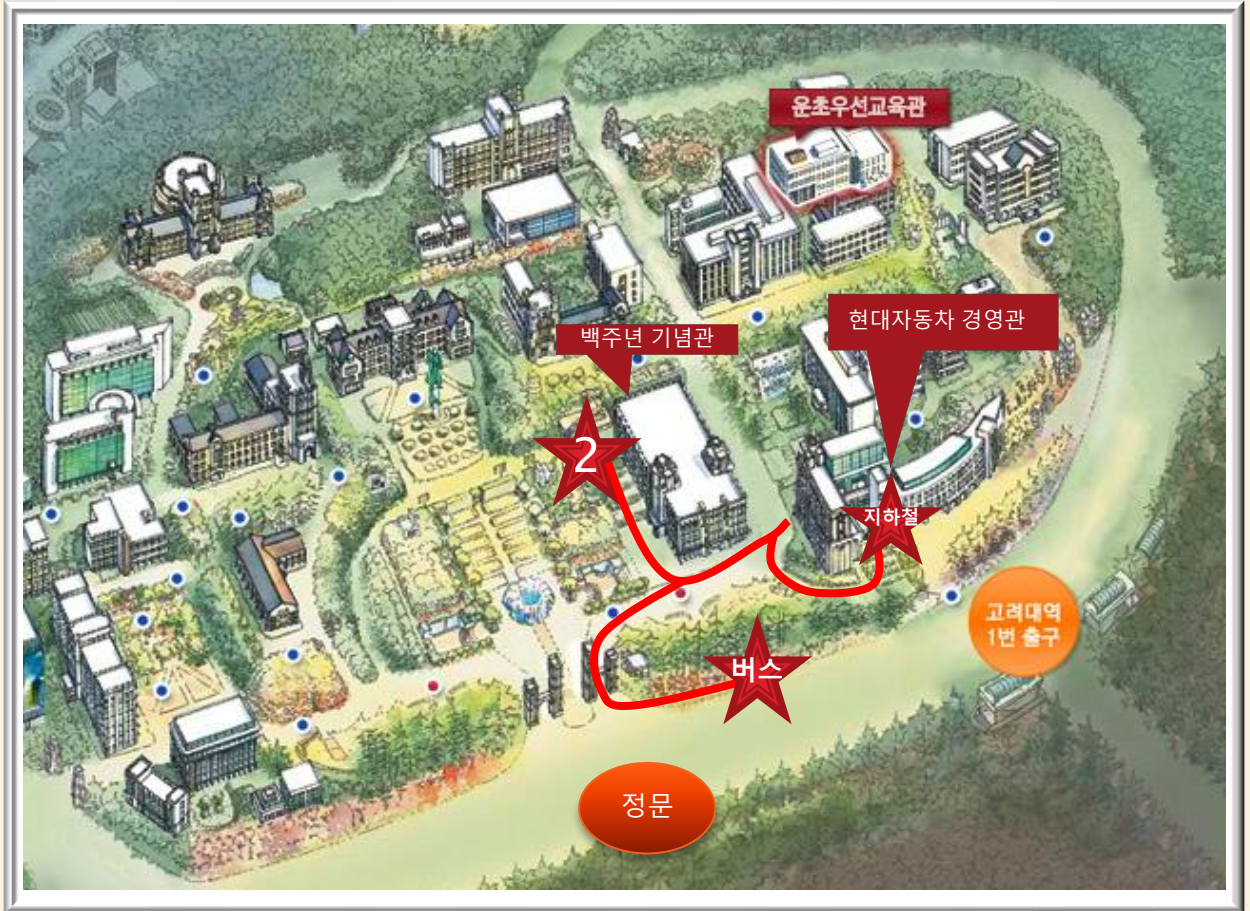 운초우선교육관
현대자동차 경영관
백주년 기념관
2
지하철
고려대역
1번 출구
버스
정문